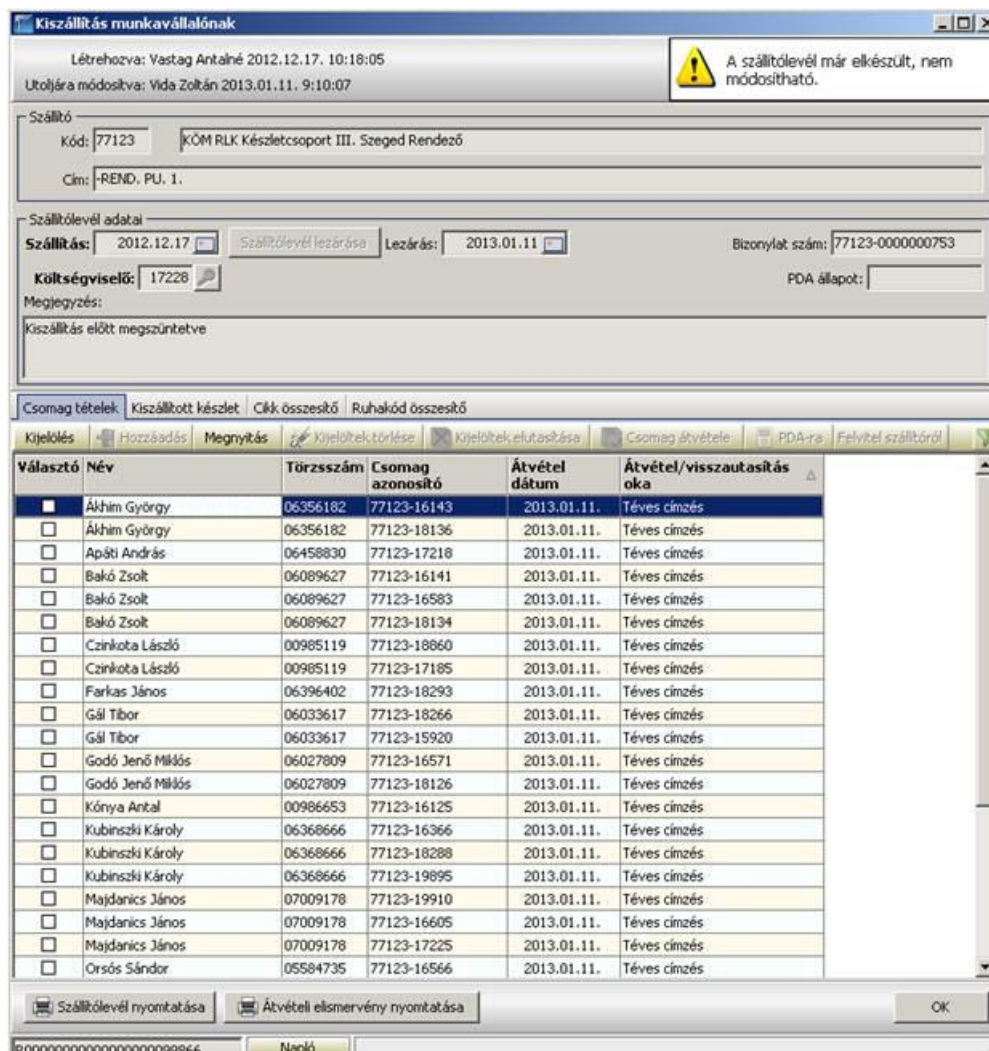 Kiszállítás munkavállalónak
Létrehozva: Vastag Antalné 2012.12.17. 10:18:05
Utoljára módosítva: Vida Zoltán 2013.01.11. 9:10:07
A szállítólevél már elkészült, nem
módosítható.
Szállító
Kód: 77123 KÖM RLK Készletcsoport III. Szeged Rendező
Cím: -REND. PU. 1.
Szállítólevél adatai
Szállítás: 2012.12.17 Szállítólevél lezárása Lezárás: 2013.01.11 Bizonylat szám: 77123-0000000753
Költségviselő: 17228 PDA állapot:
Megjegyzés:
Kiszállítás előtt megszüntetve
Csomag tételek Kiszállított készlet Cikk összesítő Ruhakód összesítő
Kijelölés Hozzáadás Megnyitás Kijelöltek törlése Kijelöltek elutasítása Csomag átvétele PDA-ra Felvitel szállítóról
Választó Név Törzsszám Csomag azonosító Átvétel dátum Átvétel/visszautasítás oka
Ákhim György 06356182 77123-16143 2013.01.11. Téves címzés
Ákhim György 06356182 77123-18136 2013.01.11. Téves címzés
Apáti András 06458830 77123-17218 2013.01.11. Téves címzés
Bakó Zsolt 06089627 77123-16141 2013.01.11. Téves címzés
Bakó Zsolt 06089627 77123-16583 2013.01.11. Téves címzés
Bakó Zsolt 06089627 77123-18134 2013.01.11. Téves címzés
Czinkota László 00985119 77123-18860 2013.01.11. Téves címzés
Czinkota László 00985119 77123-17185 2013.01.11. Téves címzés
Farkas János 06396402 77123-18293 2013.01.11. Téves címzés
Gál Tibor 06033617 77123-18266 2013.01.11. Téves címzés
Gál Tibor 06033617 77123-15920 2013.01.11. Téves címzés
Godó Jenő Miklós 06027809 77123-16571 2013.01.11. Téves címzés
Godó Jenő Miklós 06027809 77123-18126 2013.01.11. Téves címzés
Kónya Antal 00986653 77123-16125 2013.01.11. Téves címzés
Kubinszki Károly 06368666 77123-16366 2013.01.11. Téves címzés
Kubinszki Károly 06368666 77123-18288 2013.01.11. Téves címzés
Kubinszki Károly 06368666 77123-19895 2013.01.11. Téves címzés
Majdanics János 07009178 77123-19910 2013.01.11. Téves címzés
Majdanics János 07009178 77123-16605 2013.01.11. Téves címzés
Majdanics János 07009178 77123-17225 2013.01.11. Téves címzés
Orsós Sándor 05584735 77123-16566 2013.01.11. Téves címzés
Szállítólevél nyomtatása Átvételi elismervény nyomtatása OK
Napló